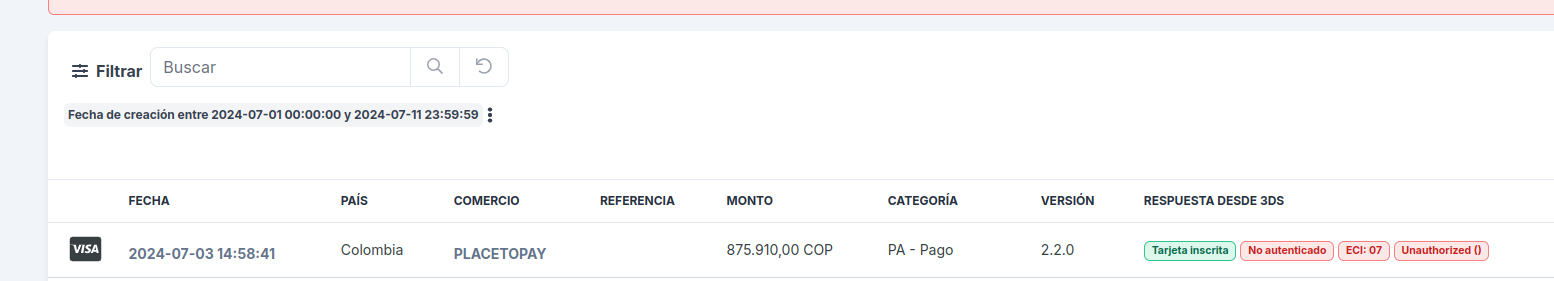 Filtrar Buscar
Fecha de creación entre 2024-07-01 00:00:00 y 2024-07-11 23:59:59
FECHA PAÍS COMERCIO REFERENCIA MONTO CATEGORÍA VERSIÓN RESPUESTA DESDE 3DS
VISA 2024-07-03 14:58:41 Colombia PLACETOPAY 875.910,00 COP PA - Pago 2.2.0 Tarjeta inscrita No autenticado ECI: 07 Unauthorized ()